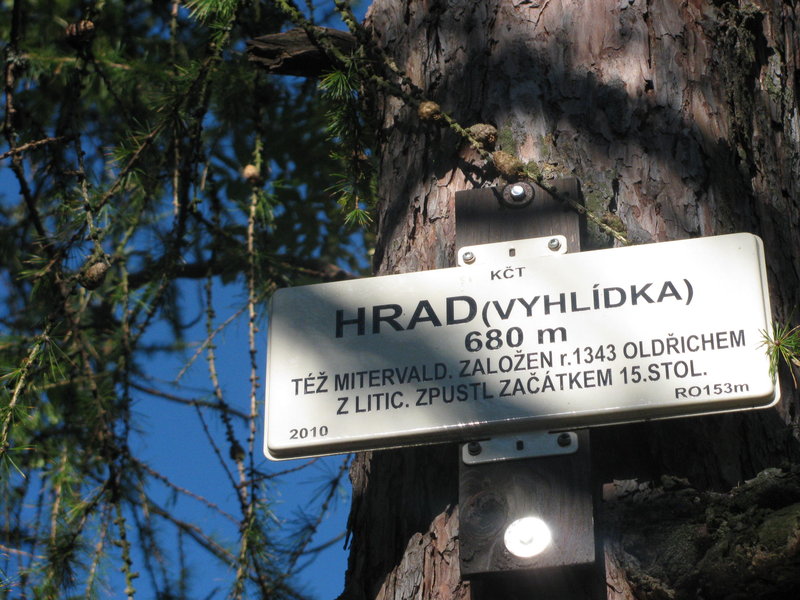 KČT
HRAD(VYHLÍDKA)
680 m
TÉŽ MITERVALD. ZALOŽEN r.1343 OLDŘICHEM
Z LITIC. ZPUSTL ZAČÁTKEM 15.STOL.
2010 RO153m